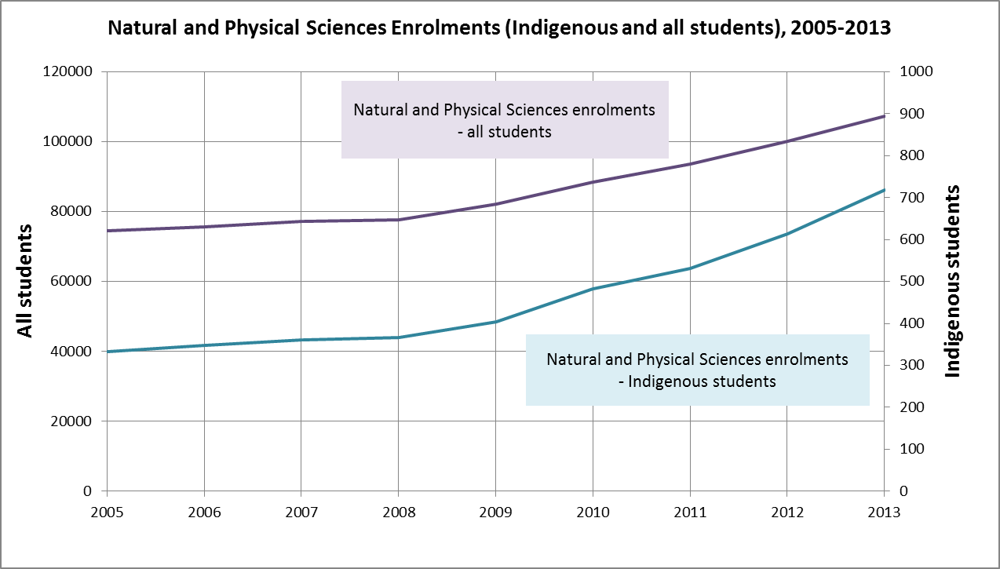 Natural and Physical Sciences Enrolments (Indigenous and all students), 2005-2013
120000
100000
80000
60000
40000
20000
0
All students
Natural and Physical Sciences enrolments
- all students
Natural and Physical Sciences enrolments
- Indigenous students
1000
900
800
700
600
500
400
300
200
100
0
Indigenous students
2005 2006 2007 2008 2009 2010 2011 2012 2013